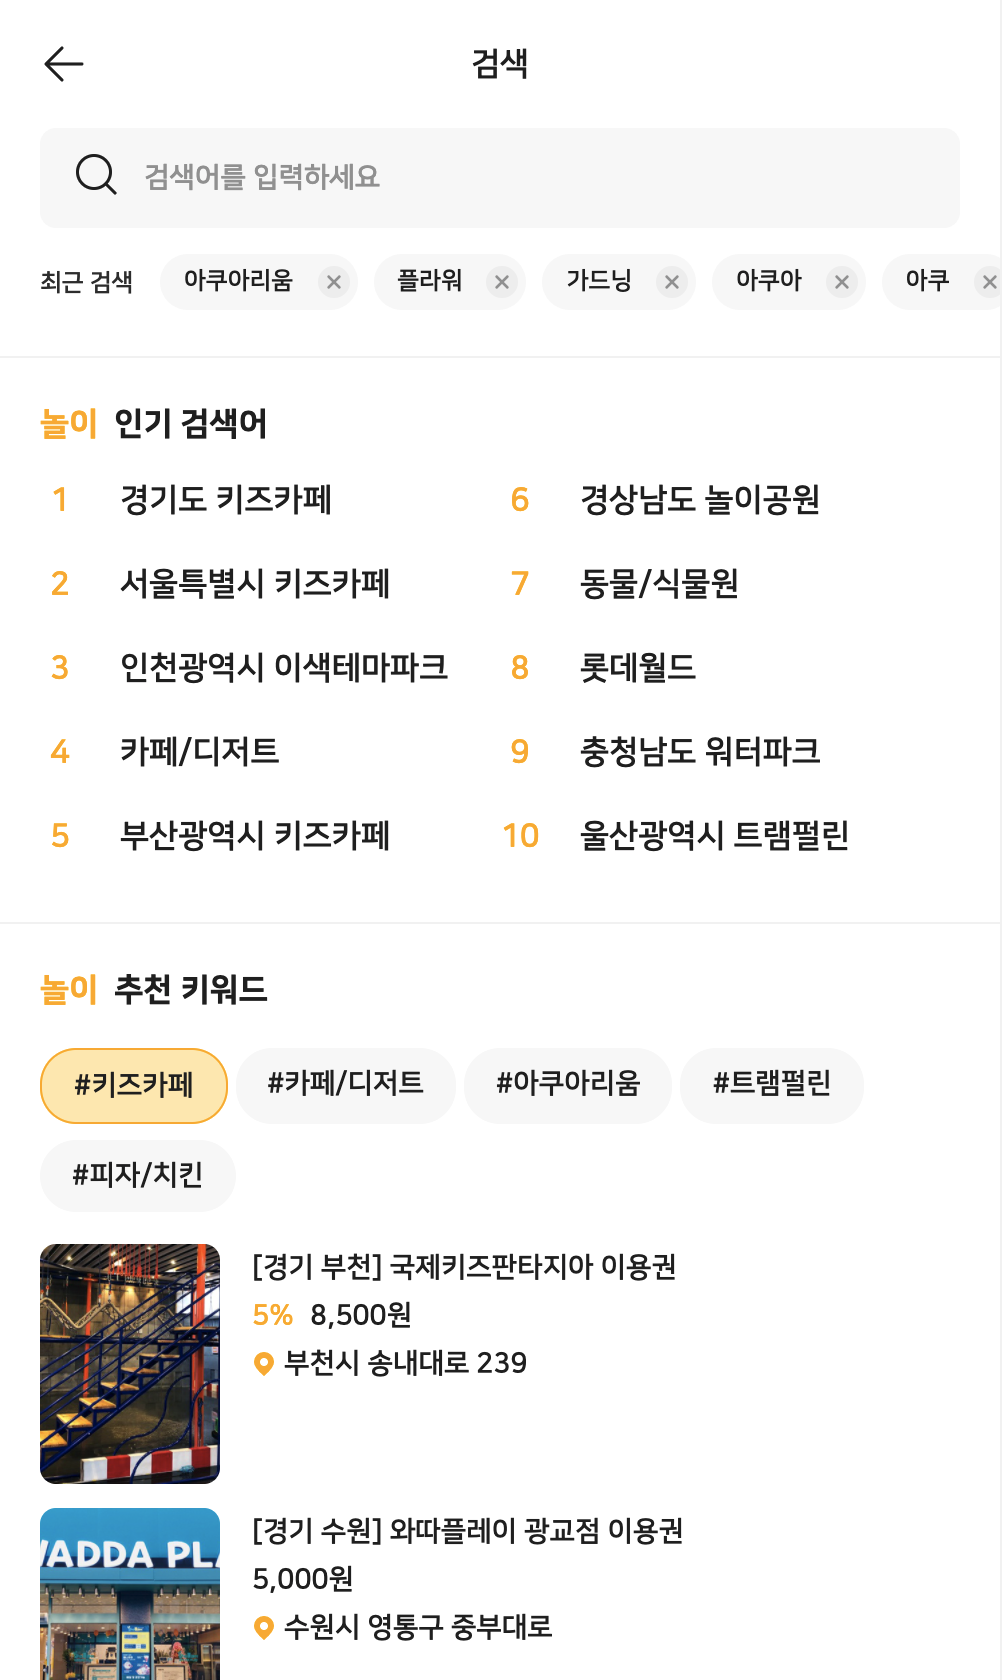 검색
검색어를 입력하세요
최근 검색 아쿠아리움 플라워 가드닝 아쿠아 아쿠
놀이 인기 검색어
1 경기도 키즈카페
2 서울특별시 키즈카페
3 인천광역시 이색테마파크
4 카페/디저트
5 부산광역시 키즈카페
6 경상남도 놀이공원
7 동물/식물원
8 롯데월드
9 충청남도 워터파크
10 울산광역시 트램펄린
놀이 추천 키워드
#키즈카페 #카페/디저트 #아쿠아리움 #트램펄린
#피자/치킨
[경기 부천] 국제키즈판타지아 이용권
5% 8,500원
부천시 송내대로 239
WADDA PLA
[경기 수원] 와따플레이 광교점 이용권
5,000원
수원시 영통구 중부대로